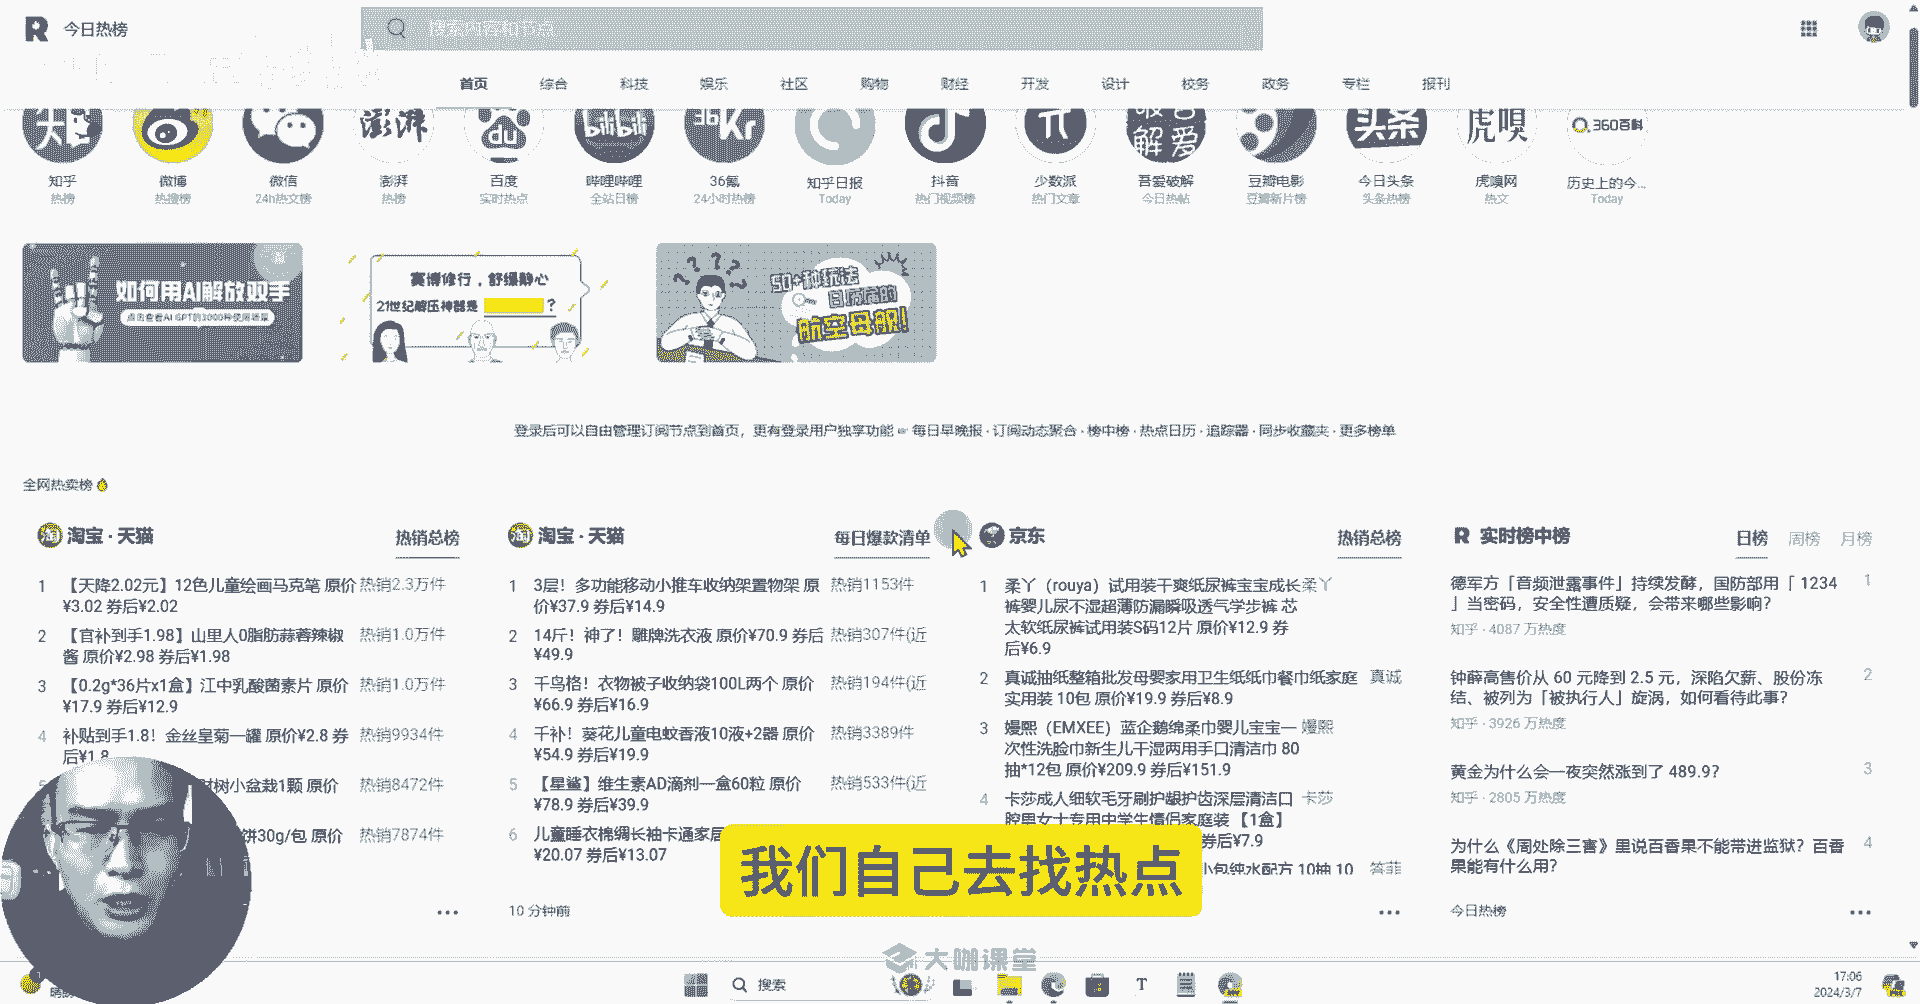 今日热榜
搜索内容和节点
首页 综合 科技 娱乐 社区 购物 财经 开发 设计 校务 政务 专栏 报刊
澎湃 du bilibili 36Kr 头条 虎嗅 360百科
知乎 微博 微信 澎湃 百度 哔哩哔哩 36氪 知乎日报 抖音 少数派 吾爱破解 豆瓣电影 今日头条 虎嗅网 历史上的今...
热榜 热搜榜 24h热文榜 热榜 实时热点 全站日榜 24小时热榜 Today 热门视频榜 热门文章 今日热帖 豆瓣新片榜 头条热榜 热文 Today
如何用AI解放双手
点击查看AI GPT的3000种使用场景
赛博修行，舒缓静心
21世纪解压神器是 ？
50+种玩法
日历届的
航空母舰!
登录后可以自由管理订阅节点到首页，更有登录用户独享功能 ☞ 每日早晚报 · 订阅动态聚合 · 榜中榜 · 热点日历 · 追踪器 · 同步收藏夹 · 更多榜单
全网热卖榜
淘宝 · 天猫 热销总榜
1 【天降2.02元】12色儿童绘画马克笔 原价 热销2.3万件
¥3.02 券后¥2.02
2 【官补到手1.98】山里人0脂肪蒜蓉辣椒 热销1.0万件
酱 原价¥2.98 券后¥1.98
3 【0.2g*36片x1盒】江中乳酸菌素片 原价 热销1.0万件
¥17.9 券后¥12.9
4 补贴到手1.8！金丝皇菊一罐 原价¥2.8 券 热销9934件
后¥1.8
树小盆栽1颗 原价 热销8472件
饼30g/包 原价 热销7874件
淘宝 · 天猫 每日爆款清单
1 3层！多功能移动小推车收纳架置物架 原 热销1153件
价¥37.9 券后¥14.9
2 14斤！神了！雕牌洗衣液 原价¥70.9 券后 热销307件(近
¥49.9
3 千鸟格！衣物被子收纳袋100L两个 原价 热销194件(近
¥66.9 券后¥16.9
4 千补！葵花儿童电蚊香液10液+2器 原价 热销3389件
¥54.9 券后¥19.9
5 【星鲨】维生素AD滴剂一盒60粒 原价 热销533件(近
¥78.9 券后¥39.9
6 儿童睡衣棉绸长袖卡通家居
¥20.07 券后¥13.07
10 分钟前
京东 热销总榜
1 柔丫（rouya）试用装干爽纸尿裤宝宝成长 柔丫
裤婴儿尿不湿超薄防漏瞬吸透气学步裤 芯
太软纸尿裤试用装S码12片 原价¥12.9 券
后¥6.9
2 真诚抽纸整箱批发母婴家用卫生纸纸巾餐巾纸家庭 真诚
实用装 10包 原价¥19.9 券后¥8.9
3 嫚熙（EMXEE）蓝企鹅绵柔巾婴儿宝宝一 嫚熙
次性洗脸巾新生儿干湿两用手口清洁巾 80
抽*12包 原价¥209.9 券后¥151.9
4 卡莎成人细软毛牙刷护龈护齿深层清洁口 卡莎
腔男女士专用中学生情侣家庭装 【1盒】
券后¥7.9
小包纯水配方 10抽 10 答菲
R 实时榜中榜 日榜 周榜 月榜
德军方「音频泄露事件」持续发酵，国防部用「 1234 1
」当密码，安全性遭质疑，会带来哪些影响？
知乎 · 4087 万热度
钟薛高售价从 60 元降到 2.5 元，深陷欠薪、股份冻 2
结、被列为「被执行人」旋涡，如何看待此事？
知乎 · 3926 万热度
黄金为什么会一夜突然涨到了 489.9？ 3
知乎 · 2805 万热度
为什么《周处除三害》里说百香果不能带进监狱？百香 4
果能有什么用？
今日热榜
我们自己去找热点
大咖课堂
搜索
17:06
2024/3/7